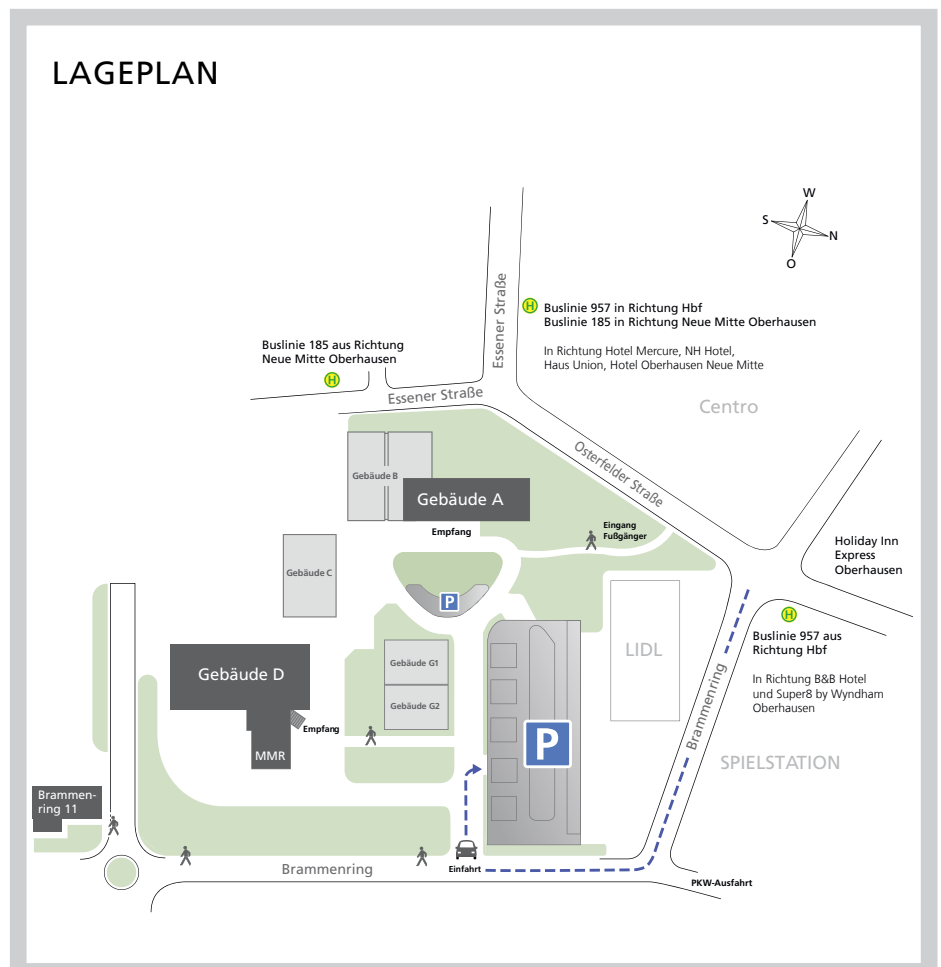 LAGEPLAN
W
S
N
O
Essener Straße
H
Buslinie 957 in Richtung Hbf
Buslinie 185 in Richtung Neue Mitte Oberhausen
In Richtung Hotel Mercure, NH Hotel,
Haus Union, Hotel Oberhausen Neue Mitte
Buslinie 185 aus Richtung
Neue Mitte Oberhausen
H
Essener Straße
Centro
Osterfelder Straße
Gebäude B
Gebäude A
Empfang
Eingang
Fußgänger
Holiday Inn
Express
Oberhausen
Gebäude C
P
H
Buslinie 957 aus
Richtung Hbf
In Richtung B&B Hotel
und Super8 by Wyndham
Oberhausen
LIDL
Gebäude D
Gebäude G1
Gebäude G2
Empfang
MMR
P
Brammenring
SPIELSTATION
Brammen-
ring 11
Brammenring
Einfahrt
PKW-Ausfahrt